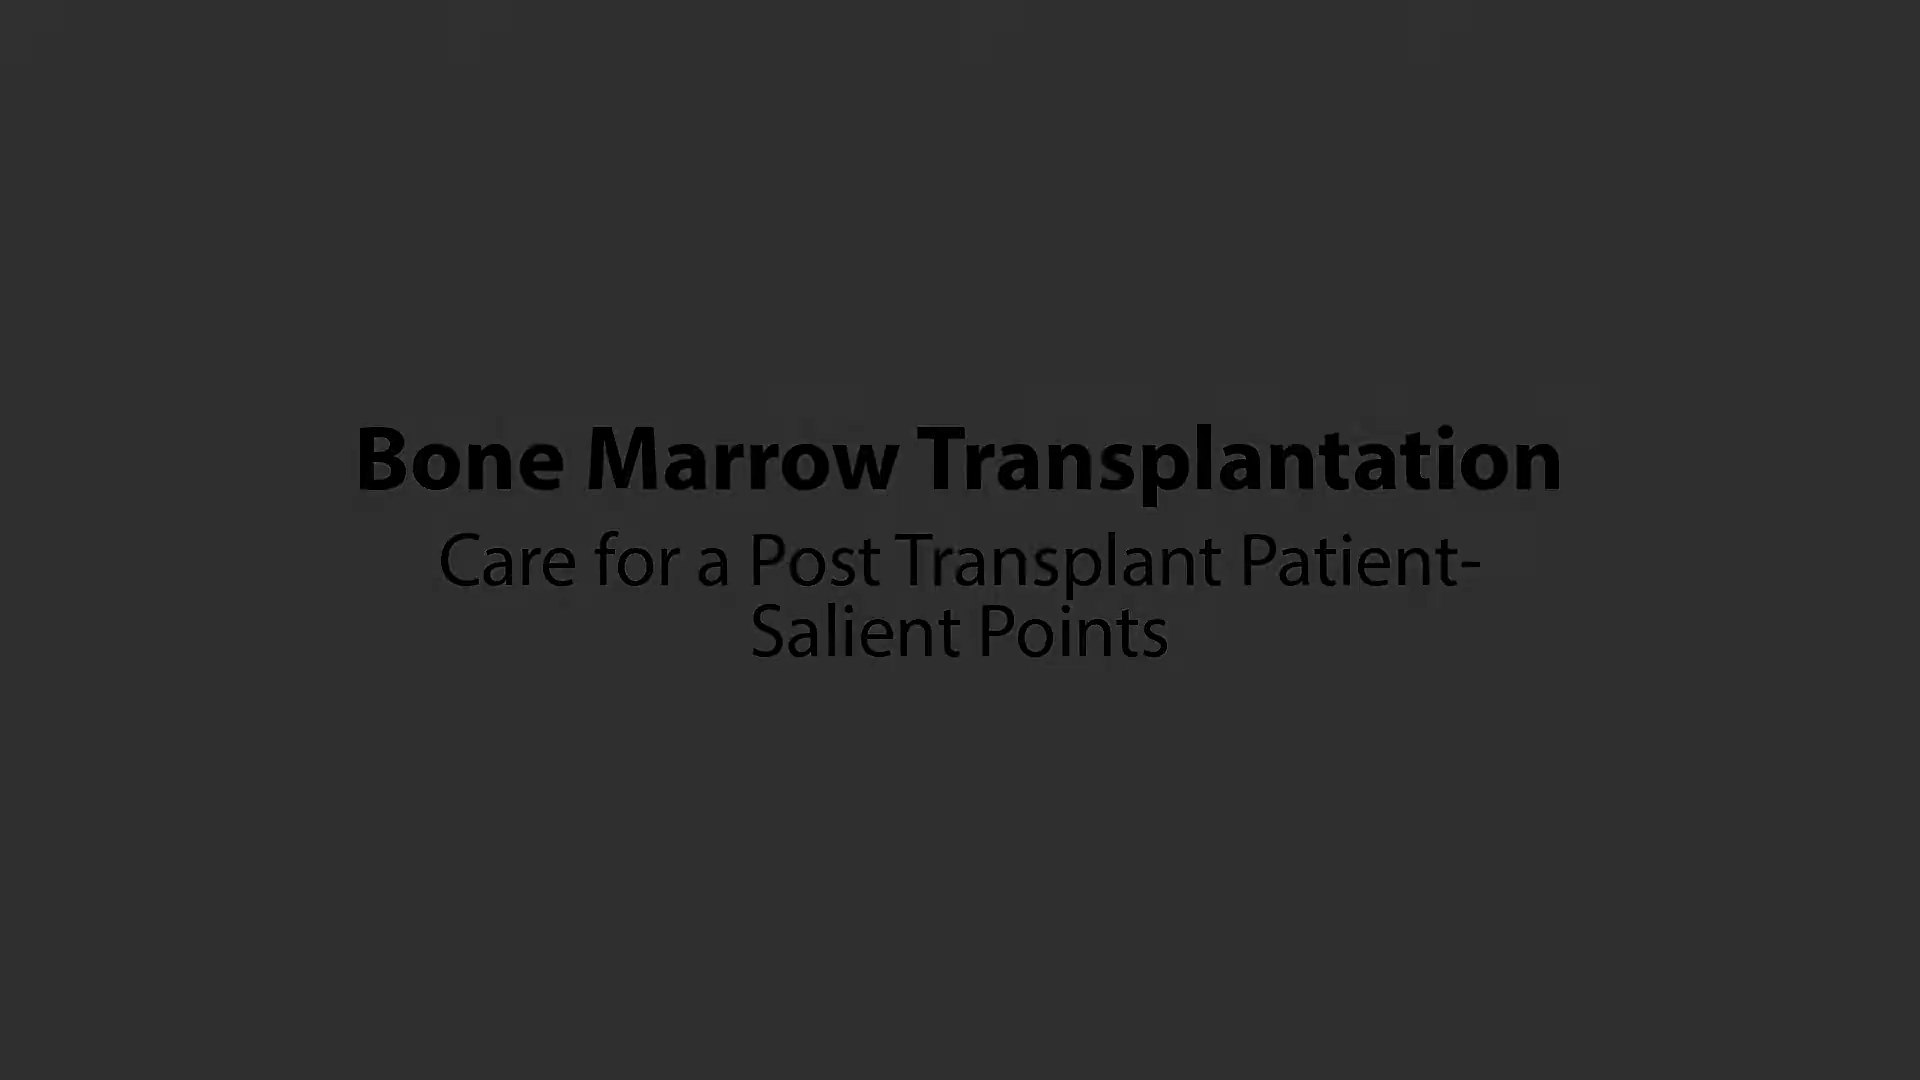 Bone Marrow Transplantation
Care for a Post Transplant Patient-
Salient Points